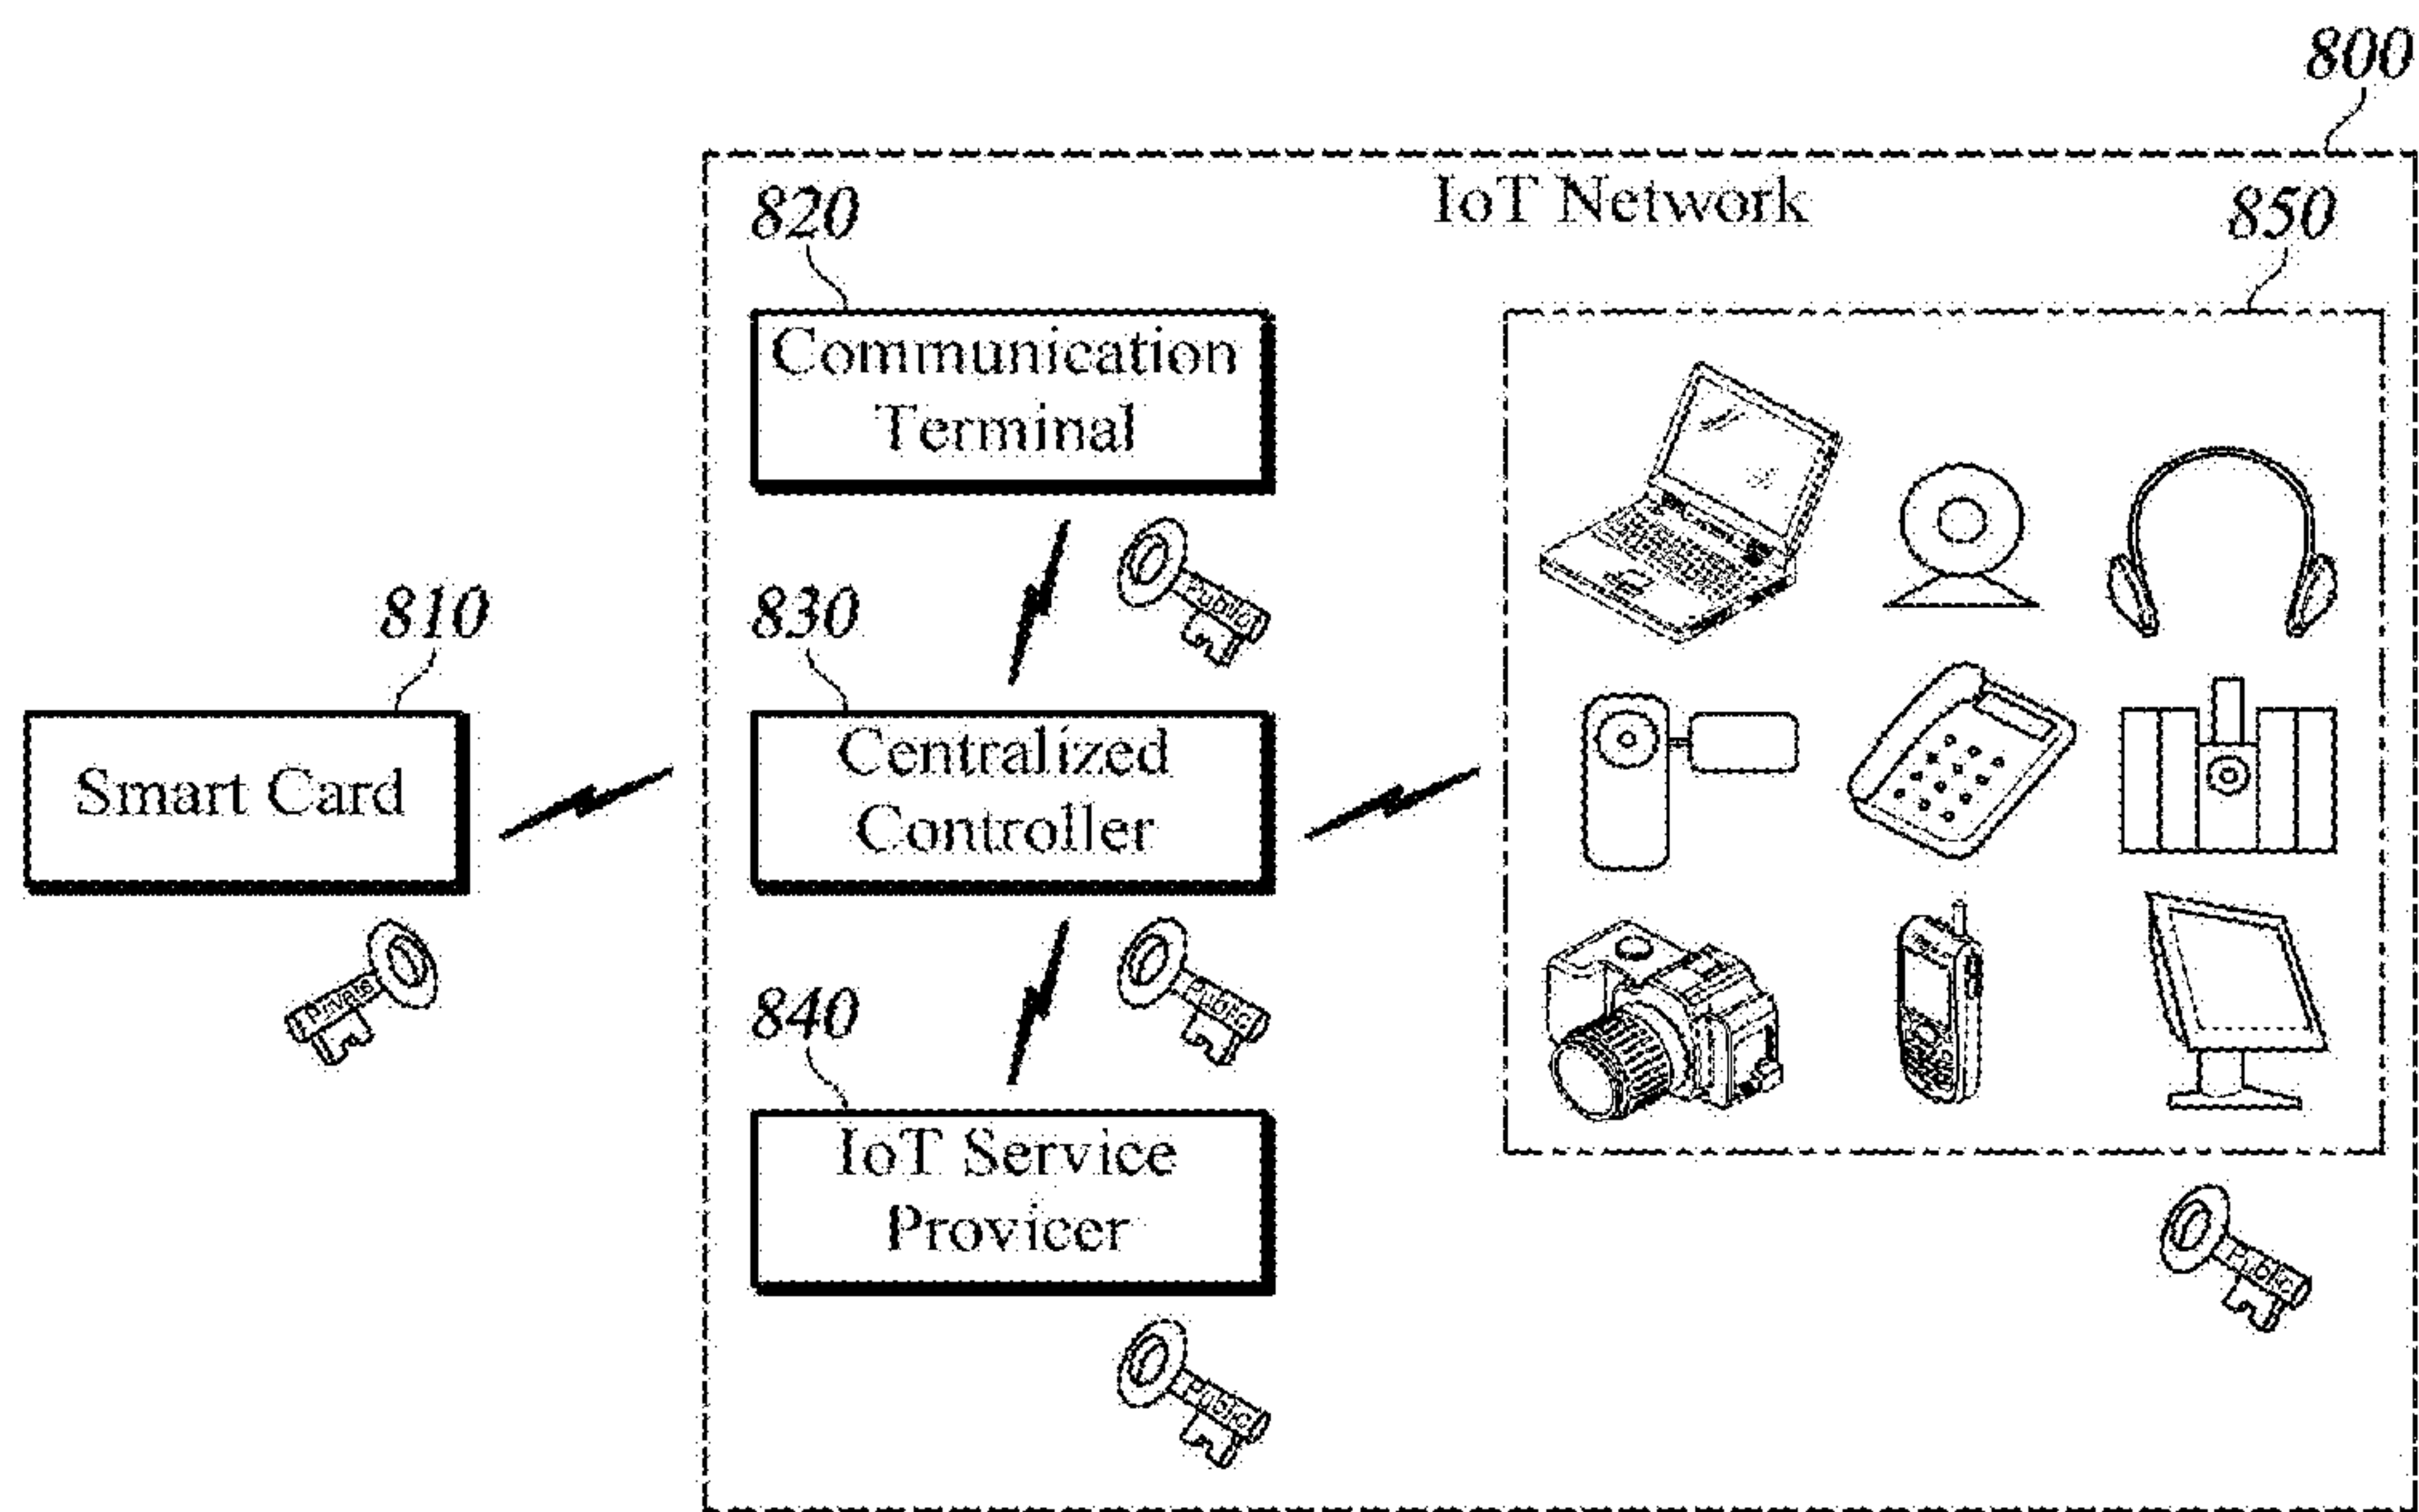 800
IoT Network
820
850
Communication
Terminal
Public
810
830
Smart Card
Centralized
Controller
Private
Public
840
IoT Service
Provicer
Public
Public